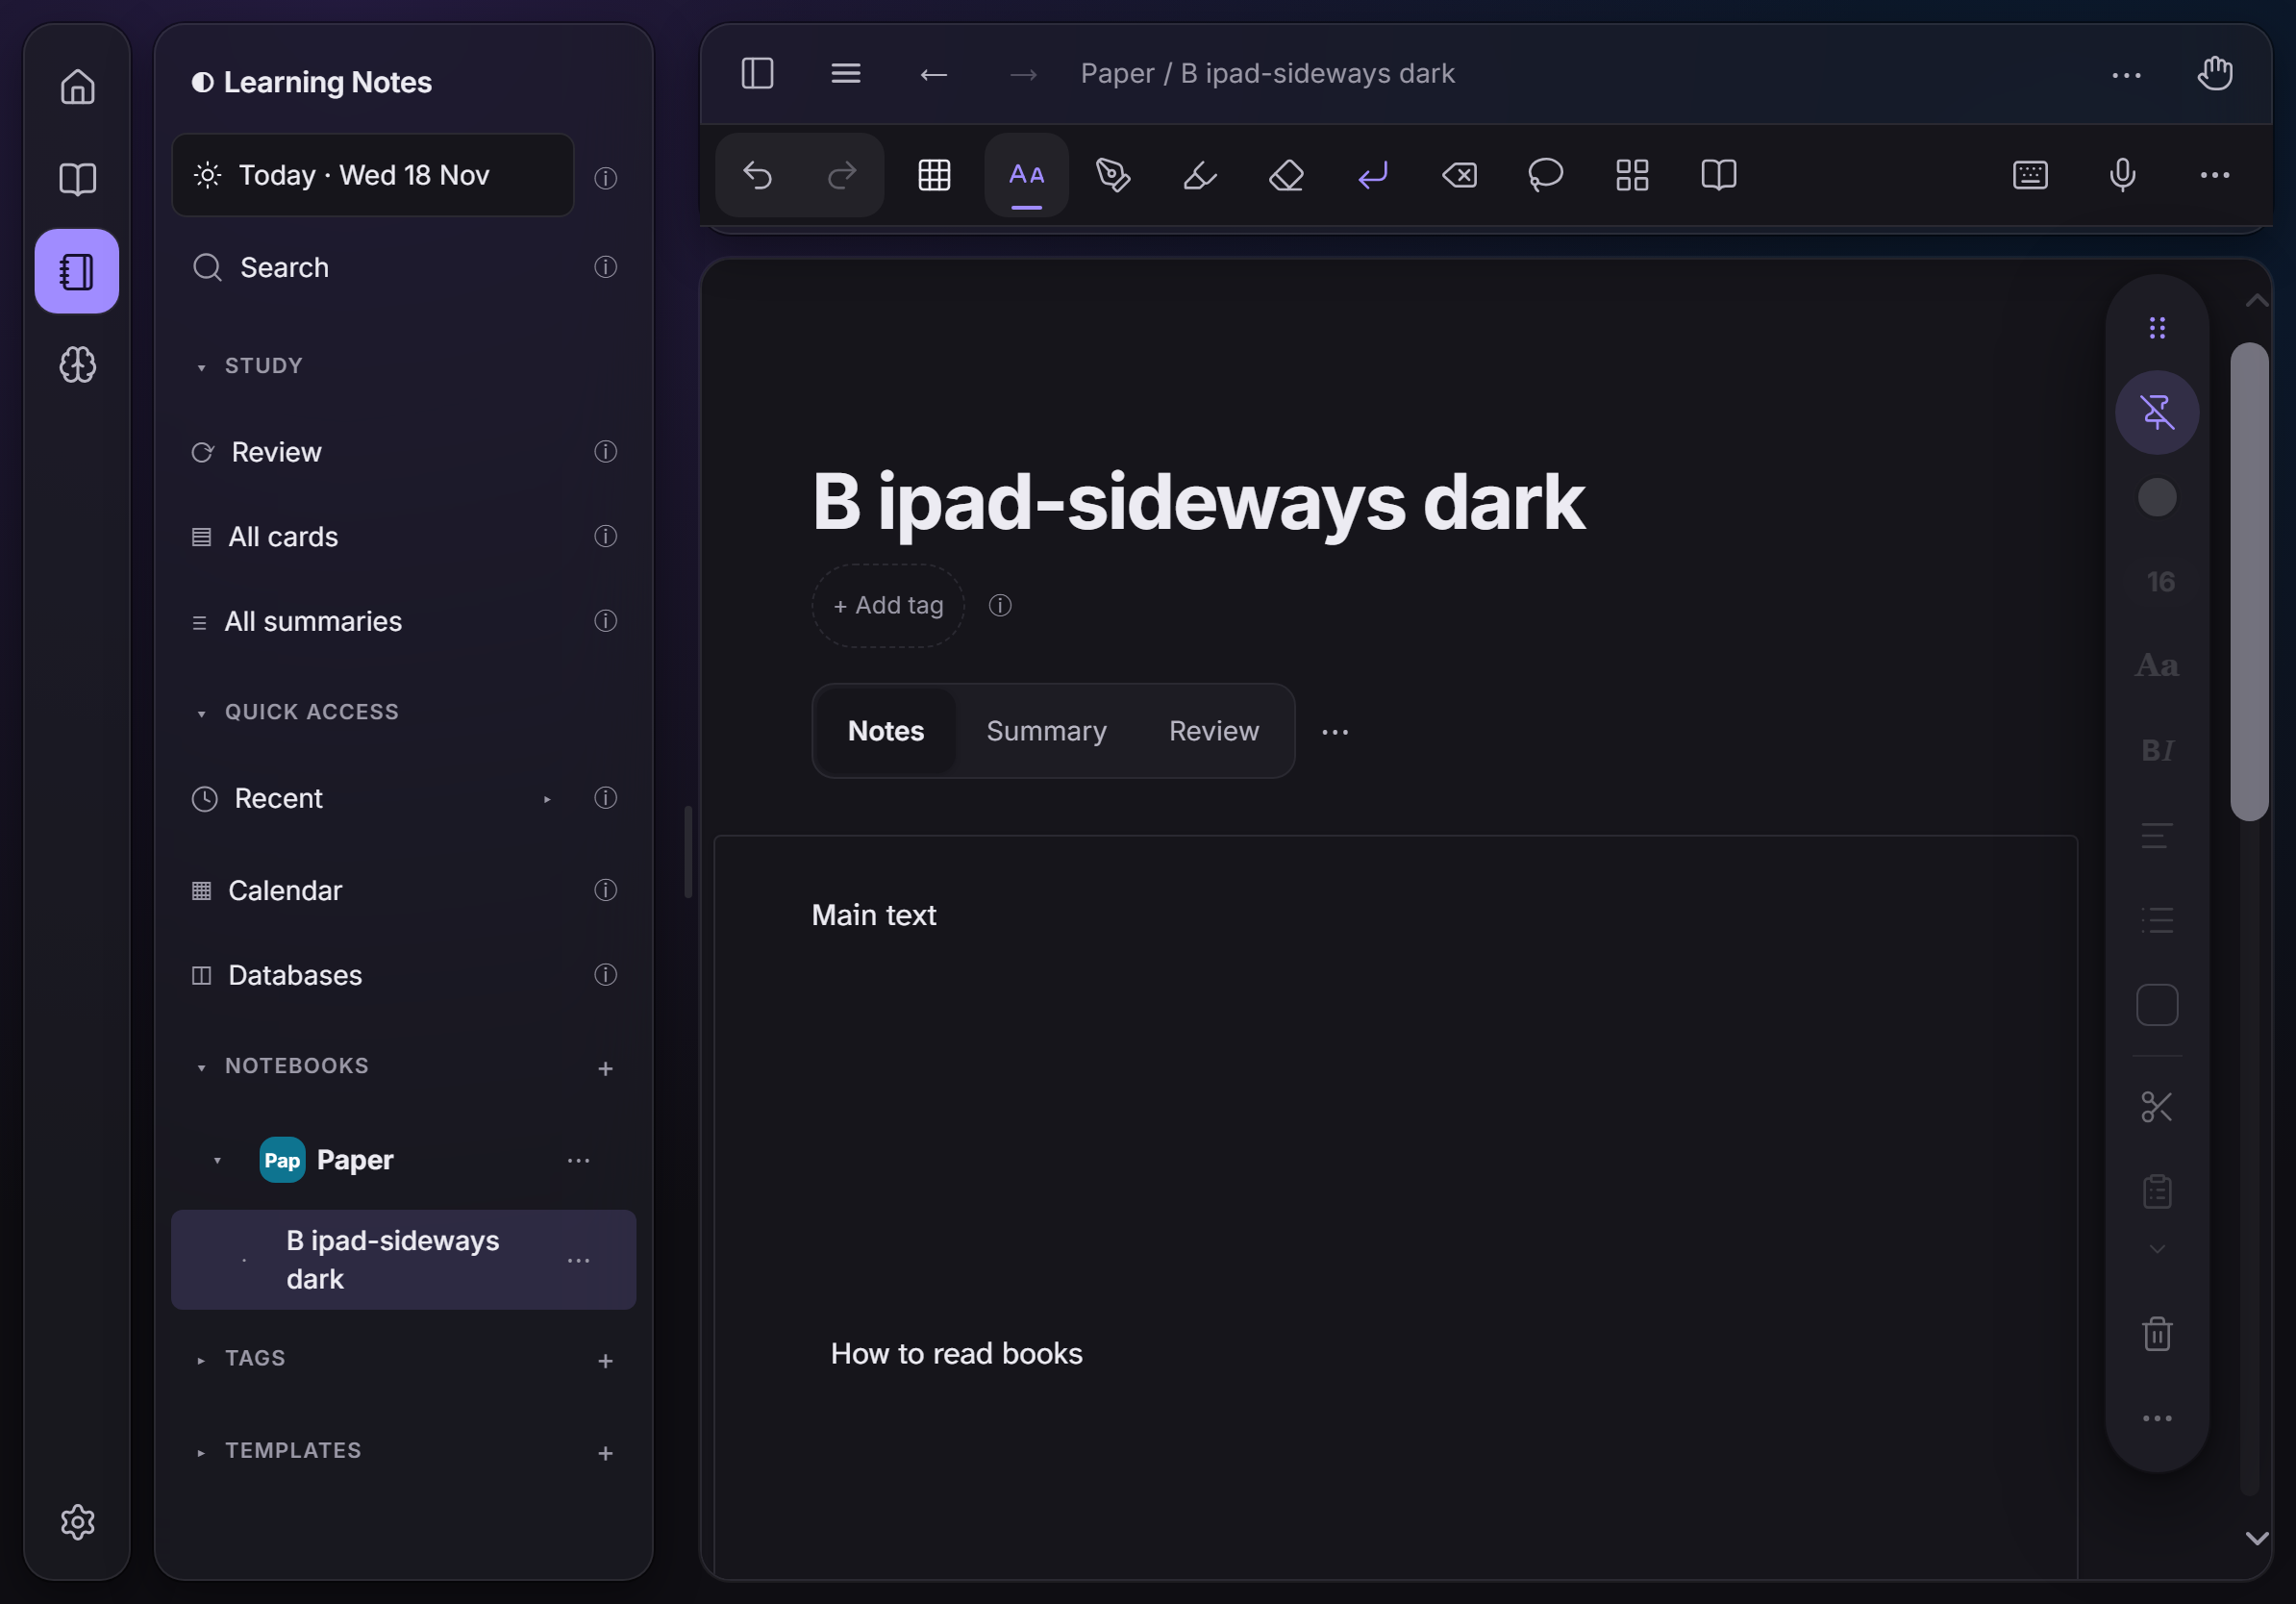 Learning Notes
Today · Wed 18 Nov
Search
STUDY
Review
All cards
All summaries
QUICK ACCESS
Recent
Calendar
Databases
NOTEBOOKS
+
Pap Paper
B ipad-sideways
dark
TAGS
+
TEMPLATES
+
Paper / B ipad-sideways dark
AA
B ipad-sideways dark
+ Add tag
Notes Summary Review
Main text
How to read books
16
Aa
BI